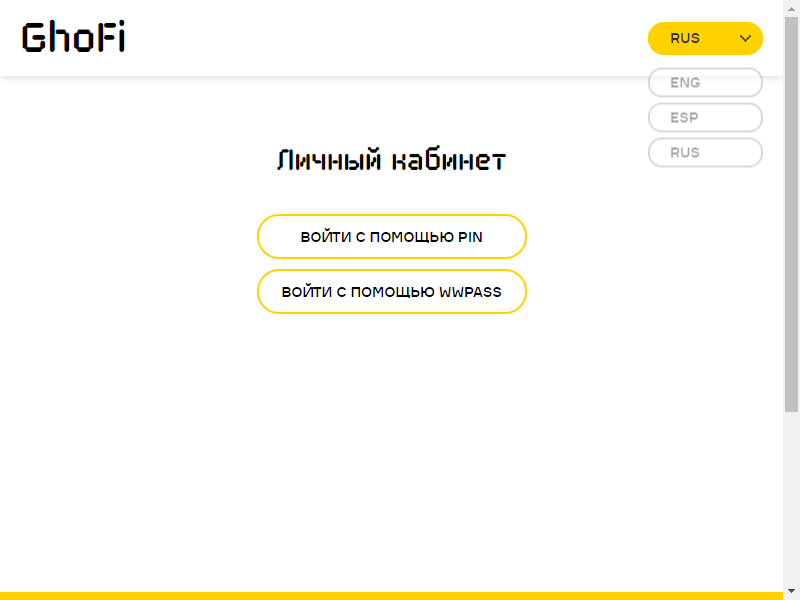 GhoFi
RUS
ENG
ESP
RUS
Личный кабинет
ВОЙТИ С ПОМОЩЬЮ PIN
ВОЙТИ С ПОМОЩЬЮ WWPASS